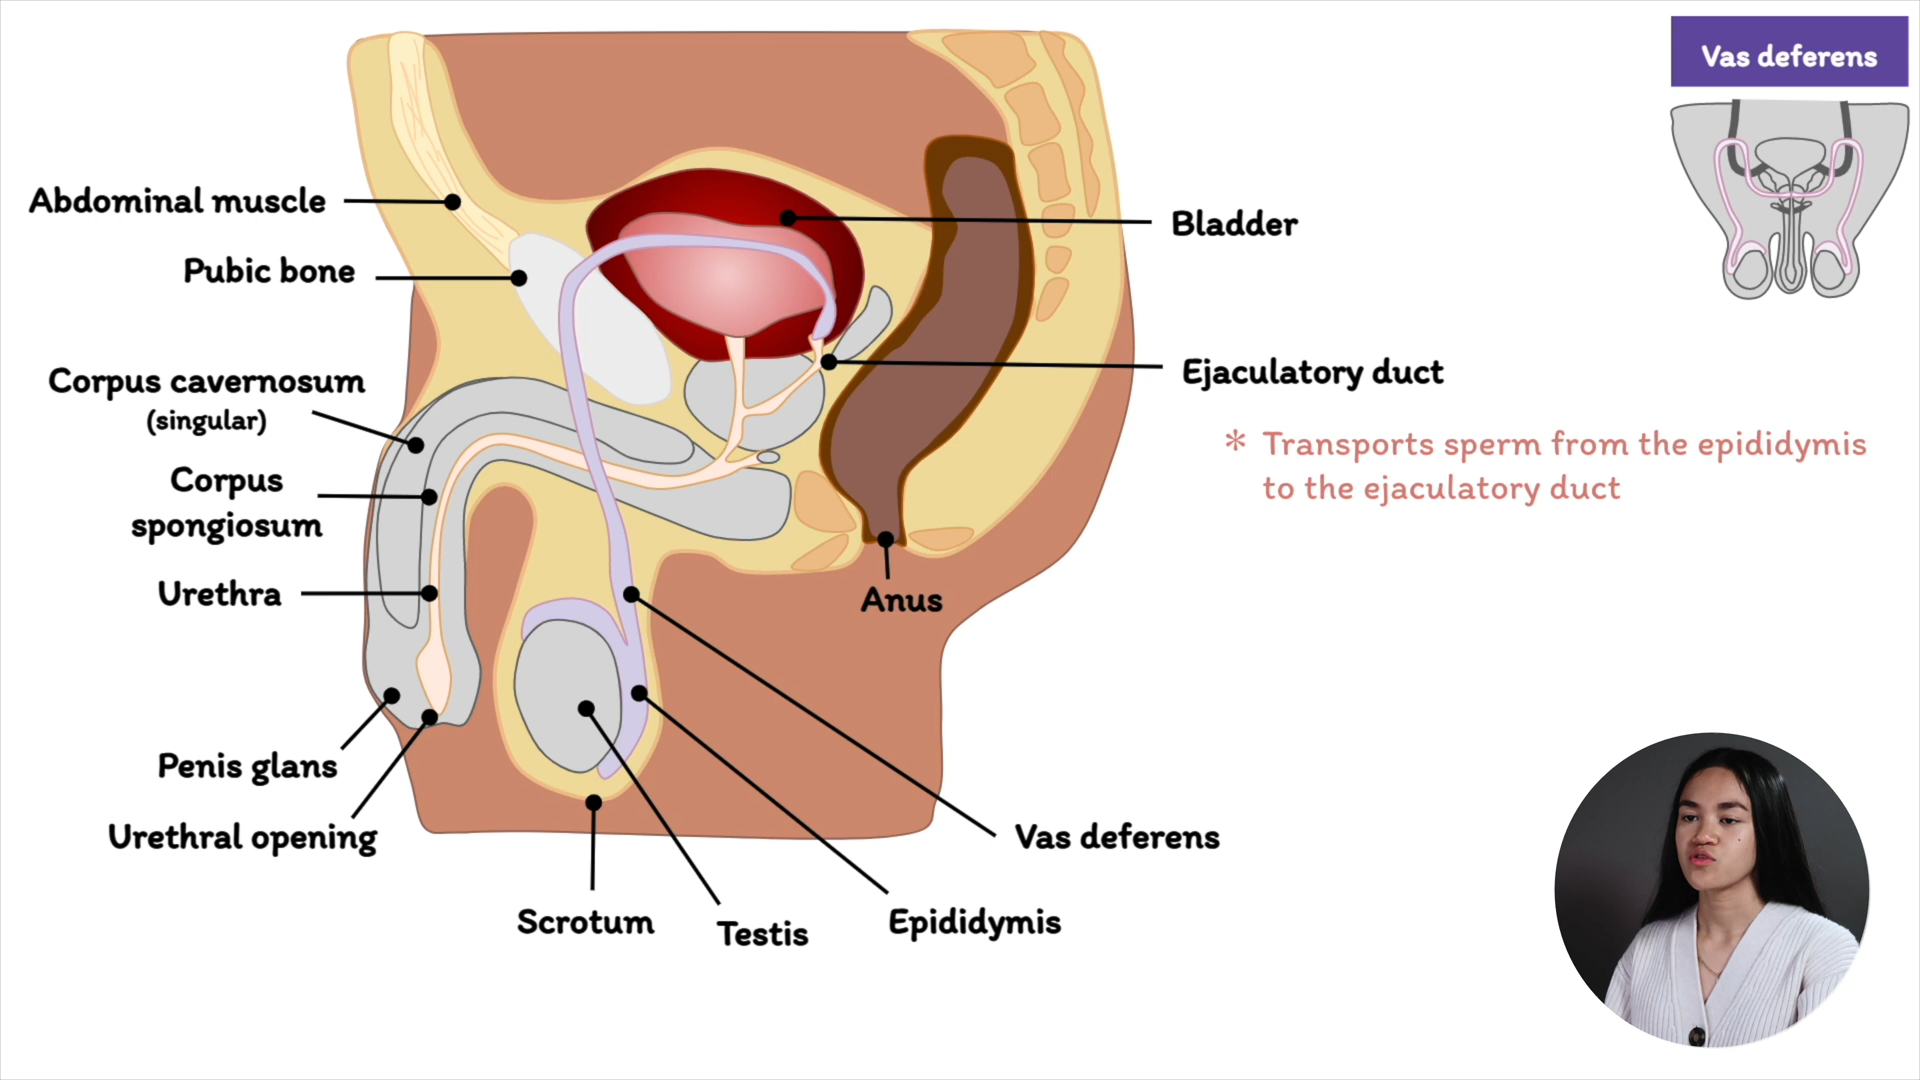 Vas deferens
Abdominal muscle
Bladder
Pubic bone
Ejaculatory duct
Corpus cavernosum
(singular)
* Transports sperm from the epididymis
to the ejaculatory duct
Corpus
spongiosum
Urethra
Anus
Penis glans
Urethral opening
Vas deferens
Scrotum
Testis
Epididymis